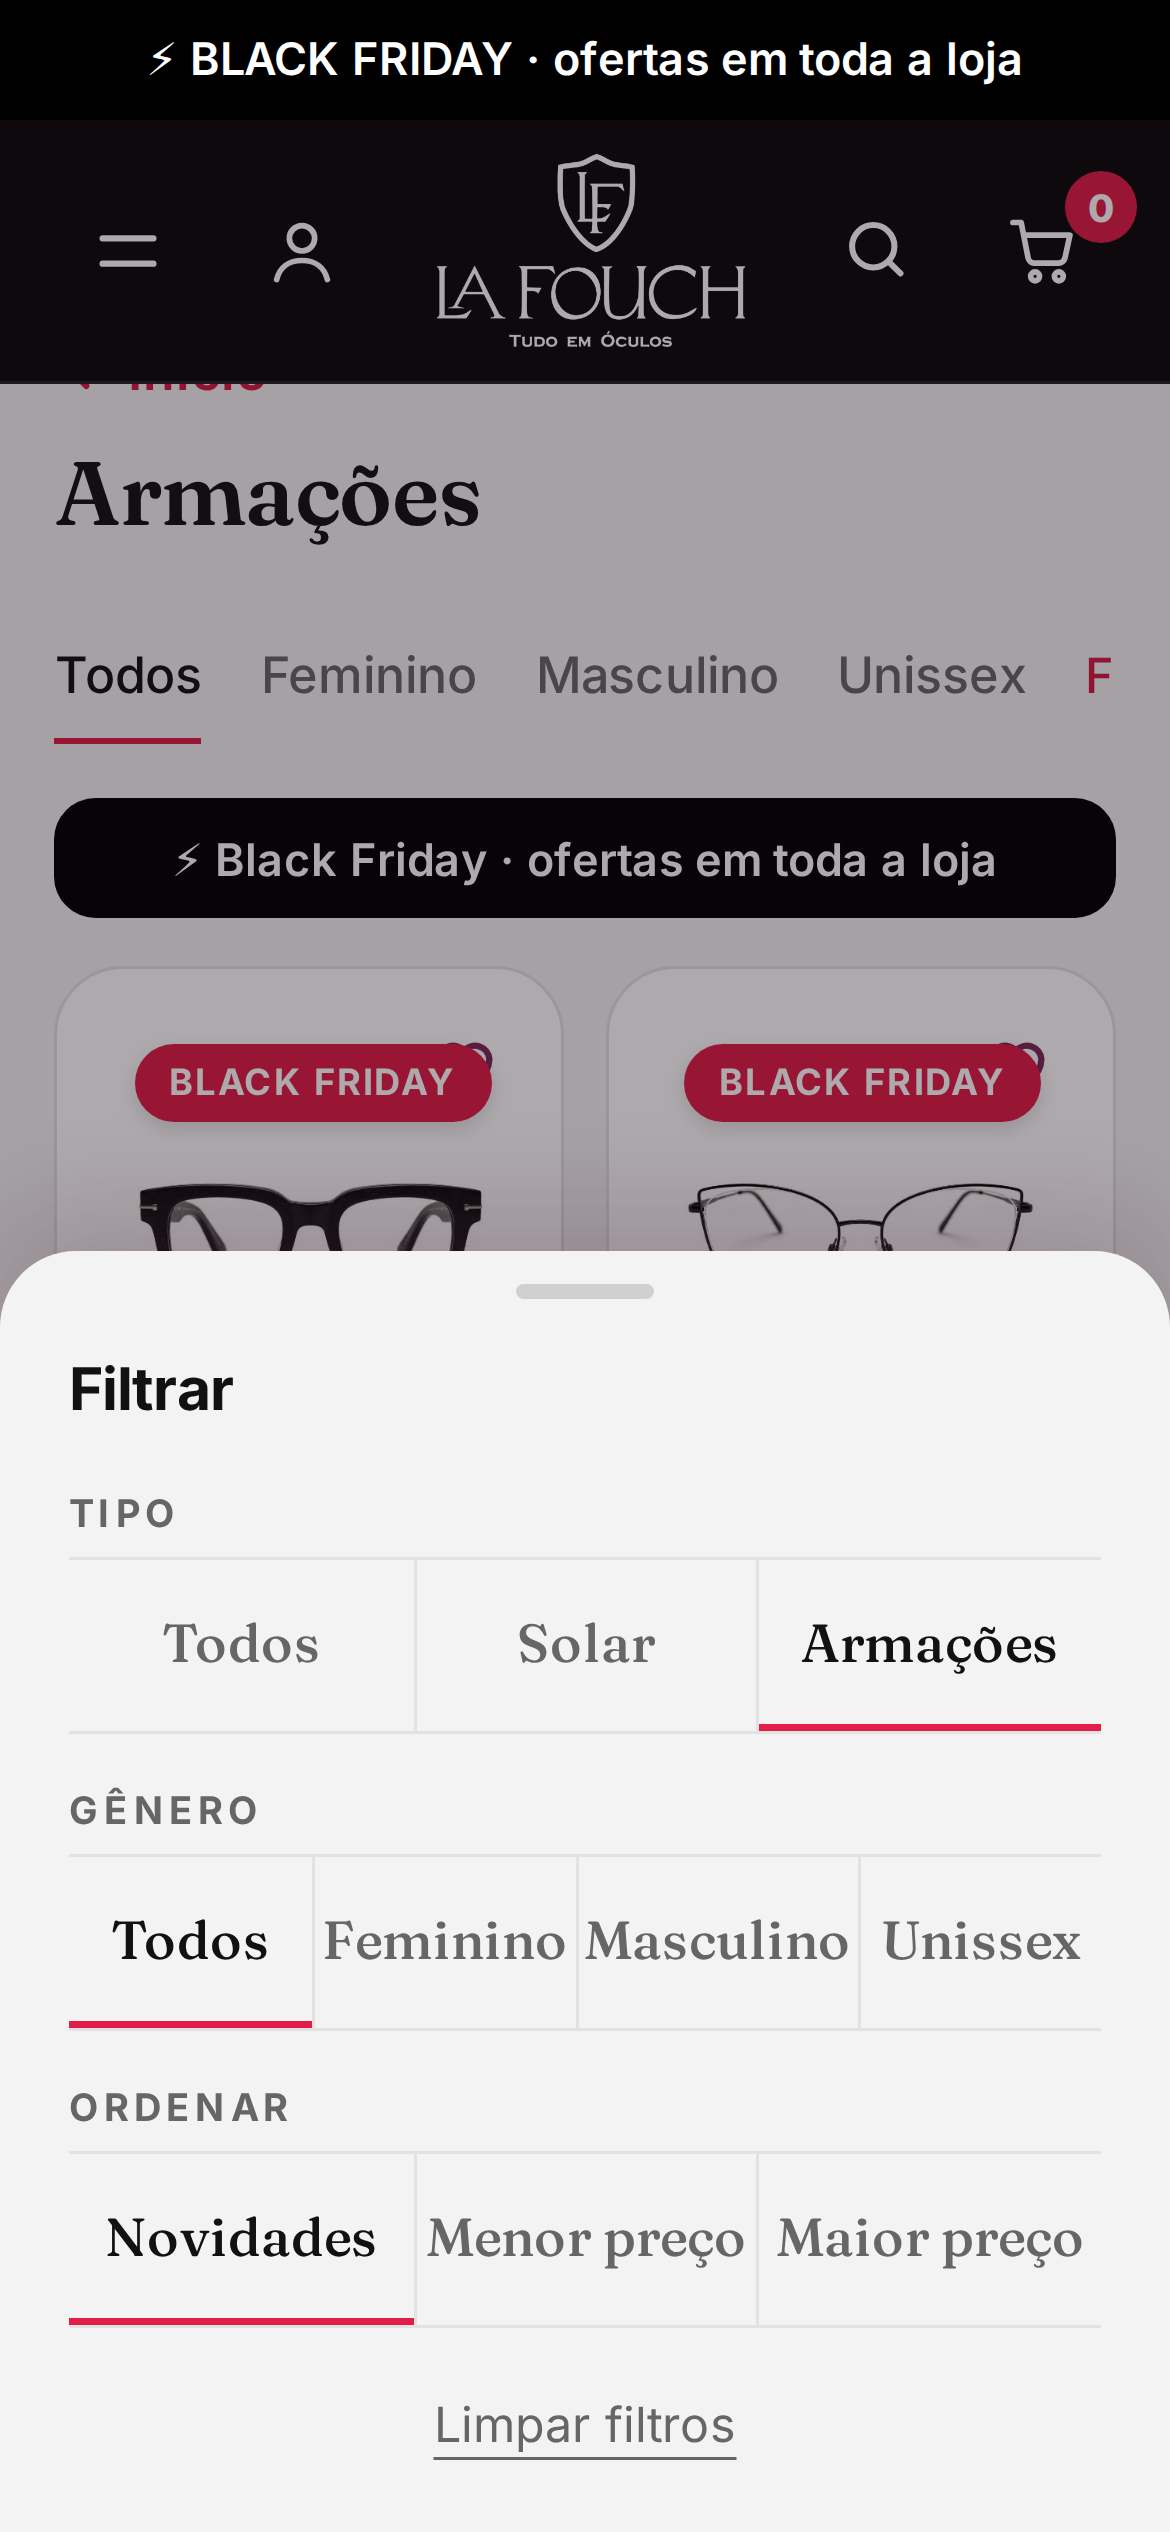 ⚡ BLACK FRIDAY · ofertas em toda a loja
0
LF
LA FOUCH
TUDO EM ÓCULOS
Armações
Todos Feminino Masculino Unissex F
⚡ Black Friday · ofertas em toda a loja
BLACK FRIDAY BLACK FRIDAY
Filtrar
TIPO
Todos Solar Armações
GÊNERO
Todos Feminino Masculino Unissex
ORDENAR
Novidades Menor preço Maior preço
Limpar filtros